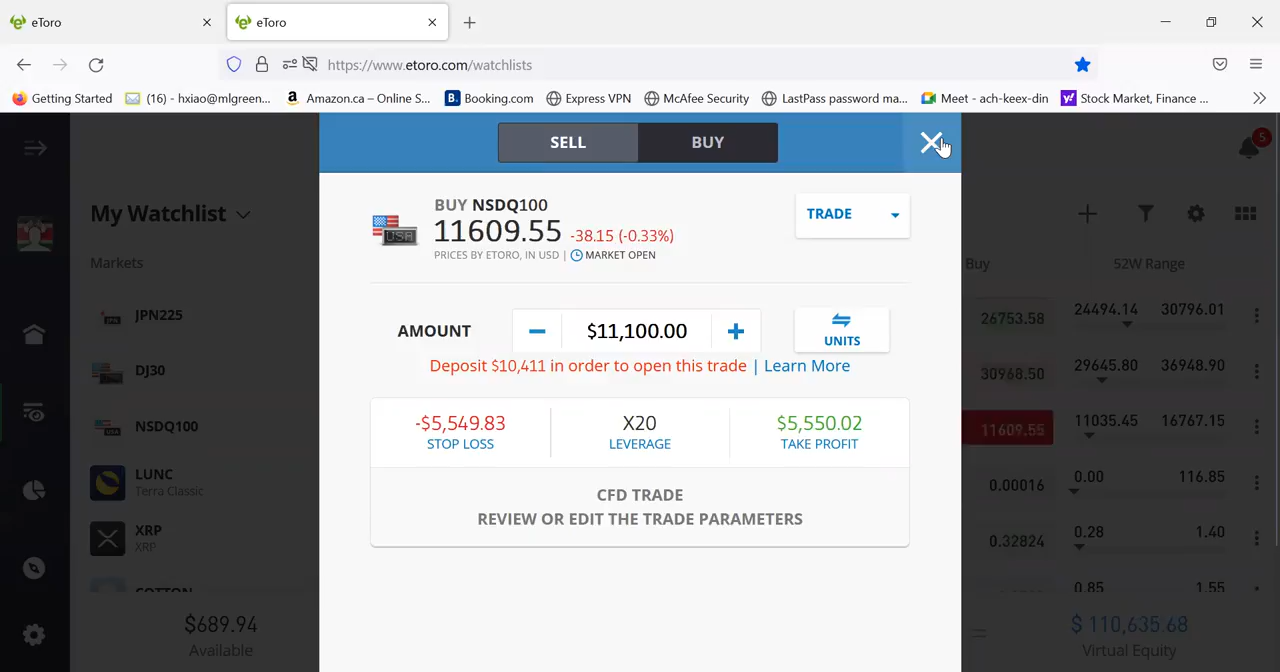 eToro
eToro
https://www.etoro.com/watchlists
Getting Started
(16) - hxiao@mlgreen...
Amazon.ca – Online S...
Booking.com
Express VPN
McAfee Security
LastPass password ma...
Meet - ach-keex-din
Stock Market, Finance ...
SELL
BUY
5
My Watchlist
BUY NSDQ100
11609.55 -38.15 (-0.33%)
PRICES BY ETORO, IN USD | MARKET OPEN
TRADE
Markets
Buy
52W Range
JPN225
26753.58
24494.14 30796.01
AMOUNT
$11,100.00
UNITS
Deposit $10,411 in order to open this trade | Learn More
DJ30
30968.50
29645.80 36948.90
NSDQ100
11609.55
11035.45 16767.15
-$5,549.83
STOP LOSS
X20
LEVERAGE
$5,550.02
TAKE PROFIT
LUNC
Terra Classic
0.00016
0.00 116.85
CFD TRADE
REVIEW OR EDIT THE TRADE PARAMETERS
XRP
XRP
0.32824
0.28 1.40
COTTON
0.85 1.55
$689.94
Available
$ 110,635.68
Virtual Equity